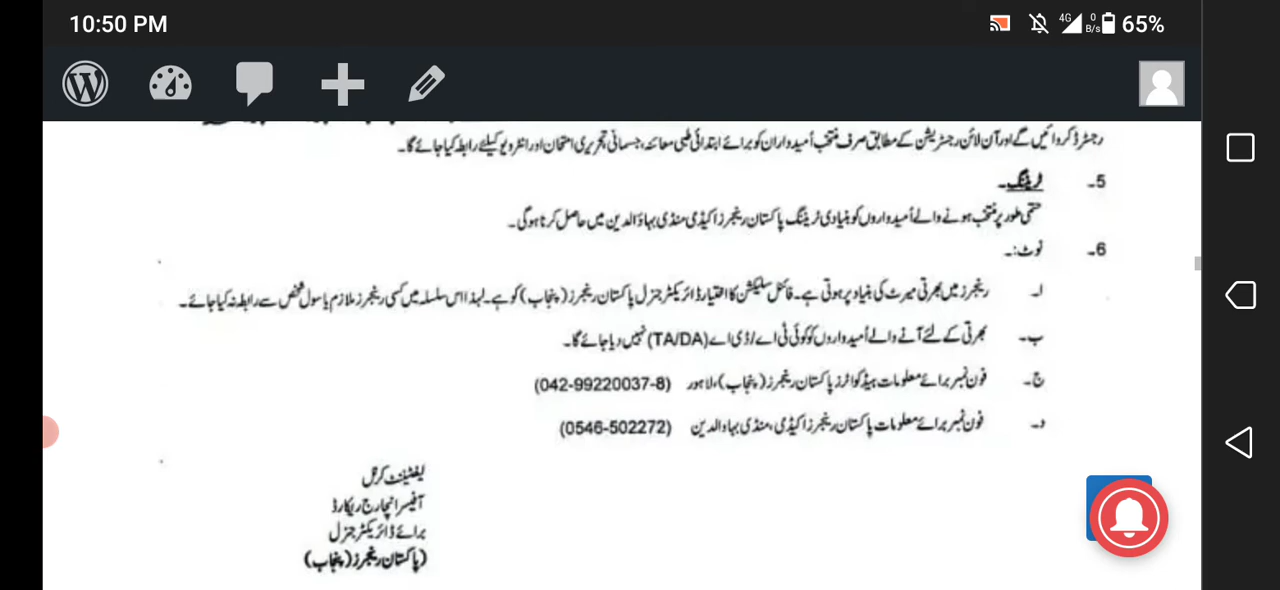 10:50 PM
4G
0
B/s
65%
رجسٹرڈ کروائیں گے اور آن لائن رجسٹریشن کے مطابق صرف منتخب اُمیدواران کو برائے ابتدائی طبی معائنہ، جسمانی تحریری امتحان اور انٹرویو کیلئے رابطہ کیا جائے گا۔
5۔ ٹریننگ۔
حتمی طور پر منتخب ہونے والے اُمیدواروں کو بنیادی ٹریننگ پاکستان رینجرز اکیڈمی منڈی بہاؤالدین میں حاصل کرنا ہوگی۔
6۔ نوٹ:۔
ا۔ رینجرز میں بھرتی میرٹ کی بنیاد پر ہوتی ہے۔ فائنل سلیکشن کا اختیار ڈائریکٹر جنرل پاکستان رینجرز (پنجاب) کو ہے۔ لہذا اس سلسلہ میں کسی رینجرز ملازم یا سول شخص سے رابطہ نہ کیا جائے۔
ب۔ بھرتی کے لئے آنے والے اُمیدواروں کو کوئی ٹی اے/ڈی اے (TA/DA) نہیں دیا جائے گا۔
ج۔ فون نمبر برائے معلومات ہیڈ کوارٹرز پاکستان رینجرز (پنجاب)، لاہور (042-99220037-8)
د۔ فون نمبر برائے معلومات پاکستان رینجرز اکیڈمی، منڈی بہاوالدین (0546-502272)
لیفٹیننٹ کرنل
آفیسر انچارج ریکارڈ
برائے ڈائریکٹر جنرل
(پاکستان رینجرز (پنجاب)